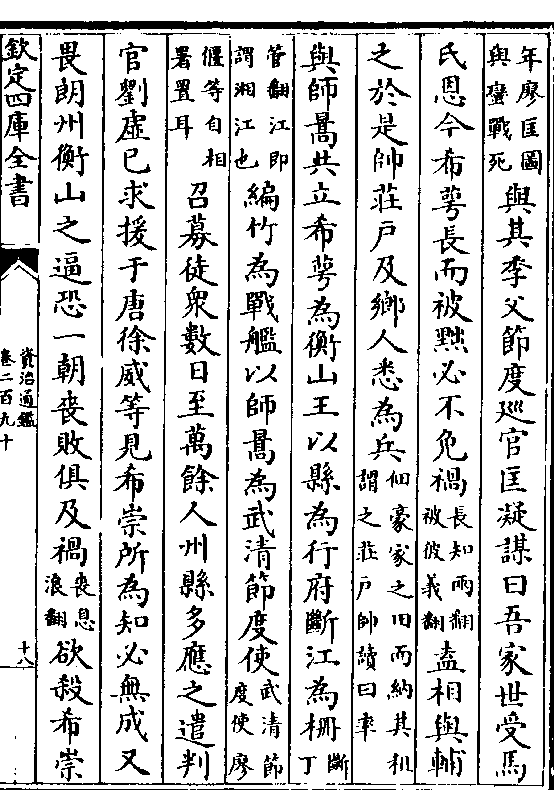 年廖匡圖與蠻戰死與其季父節度廵官匡凝謀曰吾家世受馬
氏恩今希萼長而被黜必不免禍長知兩翻被彼義翻盍相與輔
之於是帥莊戶及鄉人悉為兵佃豪家之田而納其租謂之莊戶帥讀曰率
與師暠共立希萼為衡山王以縣為行府斷江為柵斷丁
管翻江即謂湘江也編竹為戰艦以師暠為武清節度使武清節度使廖
偃等自相署置耳召募徒衆數日至萬餘人州縣多應之遣判
官劉虛已求援于唐徐威等見希崇所為知必無成又
畏朗州衡山之逼恐一朝喪敗俱及禍喪息浪翻欲殺希崇
欽定四庫全書
資治通鑑
卷二百九十
十八